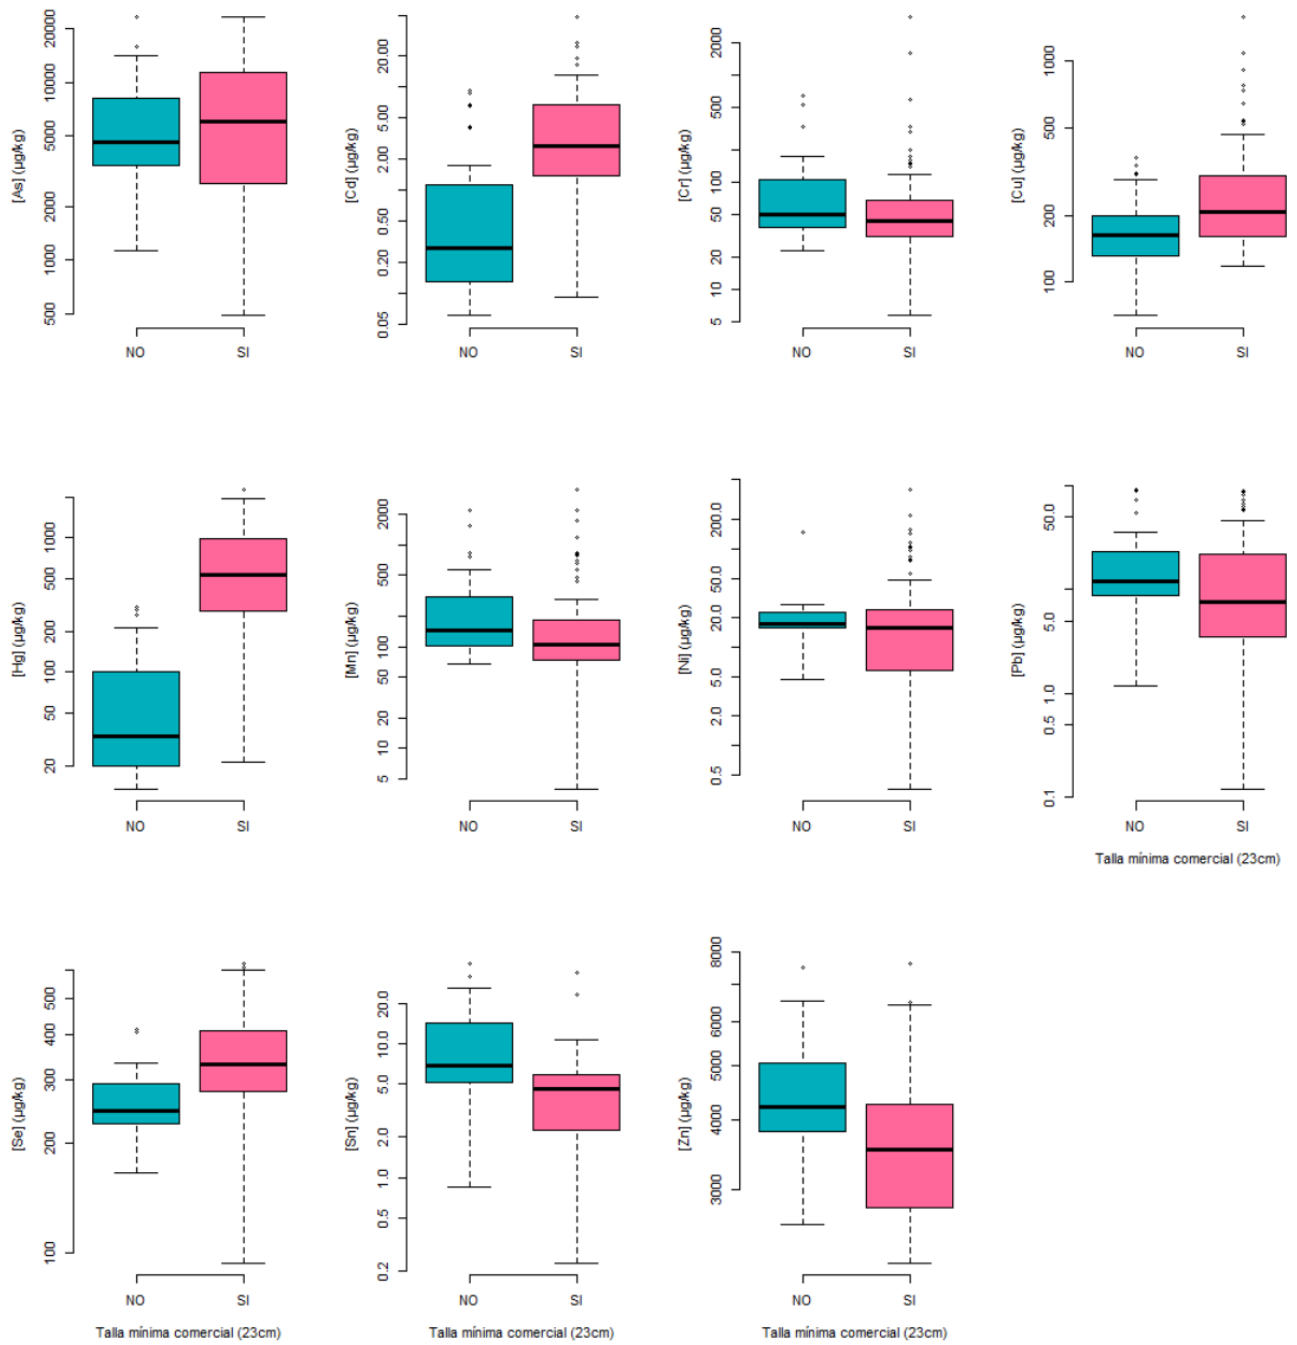 [As] (µg/kg)
20000
10000
5000
2000
1000
500
NO
SI
[Cd] (µg/kg)
20.00
5.00
2.00
0.50
0.20
0.05
NO
SI
[Cr] (µg/kg)
2000
500
100
50
20
10
5
NO
SI
[Cu] (µg/kg)
1000
500
200
100
NO
SI
[Hg] (µg/kg)
1000
500
200
100
50
20
NO
SI
[Mn] (µg/kg)
2000
500
100
50
20
10
5
NO
SI
[Ni] (µg/kg)
200.0
50.0
20.0
5.0
2.0
0.5
NO
SI
[Pb] (µg/kg)
50.0
5.0
1.0
0.5
0.1
NO
SI
Talla mínima comercial (23cm)
[Se] (µg/kg)
500
400
300
200
100
NO
SI
Talla mínima comercial (23cm)
[Sn] (µg/kg)
20.0
10.0
5.0
2.0
1.0
0.5
0.2
NO
SI
Talla mínima comercial (23cm)
[Zn] (µg/kg)
8000
6000
5000
4000
3000
NO
SI
Talla mínima comercial (23cm)